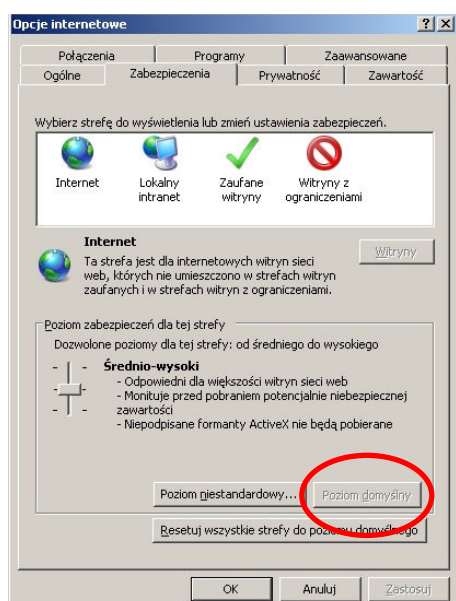 Opcje internetowe
Połączenia Programy Zaawansowane
Ogólne Zabezpieczenia Prywatność Zawartość
Wybierz strefę do wyświetlenia lub zmień ustawienia zabezpieczeń.
Internet Lokalny intranet Zaufane witryny Witryny z ograniczeniami
Internet
Witryny
Ta strefa jest dla internetowych witryn sieci
web, których nie umieszczono w strefach witryn
zaufanych i w strefach witryn z ograniczeniami.
Poziom zabezpieczeń dla tej strefy
Dozwolone poziomy dla tej strefy: od średniego do wysokiego
Średnio-wysoki
- Odpowiedni dla większości witryn sieci web
- Monituje przed pobraniem potencjalnie niebezpiecznej
zawartości
- Niepodpisane formanty ActiveX nie będą pobierane
Poziom niestandardowy... Poziom domyślny
Resetuj wszystkie strefy do poziomu domyślnego
OK Anuluj Zastosuj